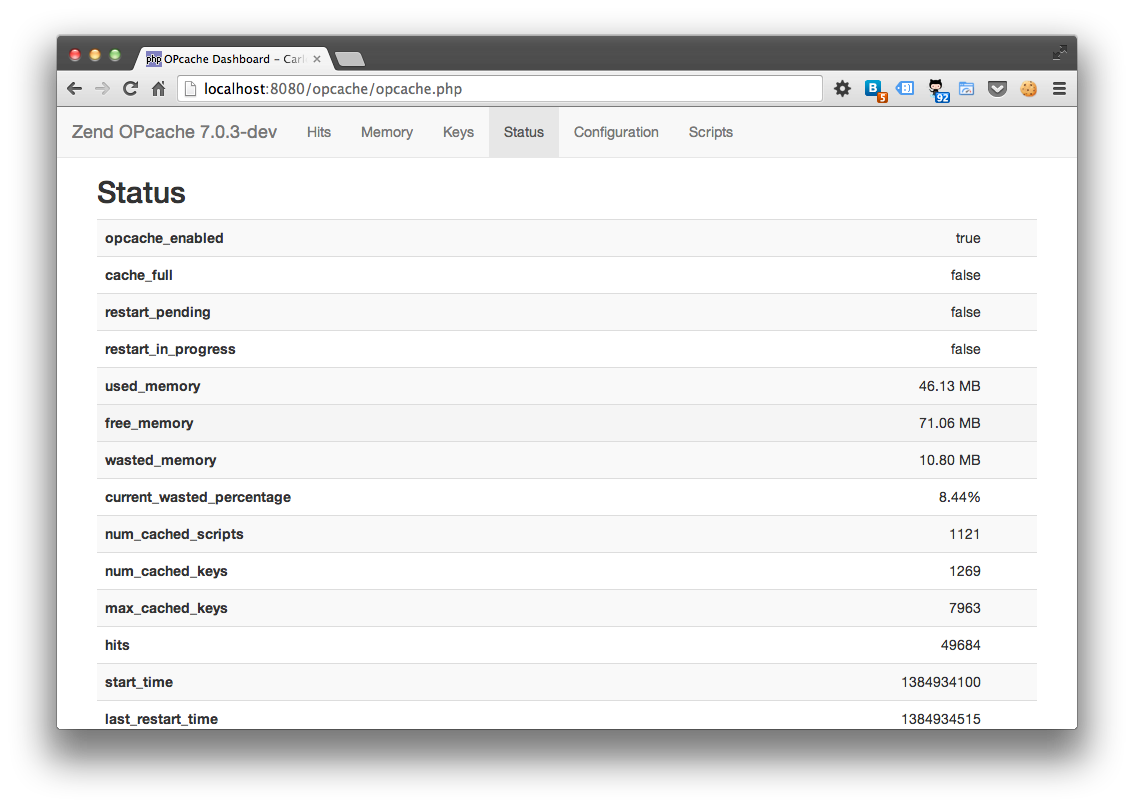 php OPcache Dashboard – Carl
localhost:8080/opcache/opcache.php
5
92
Zend OPcache 7.0.3-dev Hits Memory Keys Status Configuration Scripts
Status
opcache_enabled true
cache_full false
restart_pending false
restart_in_progress false
used_memory 46.13 MB
free_memory 71.06 MB
wasted_memory 10.80 MB
current_wasted_percentage 8.44%
num_cached_scripts 1121
num_cached_keys 1269
max_cached_keys 7963
hits 49684
start_time 1384934100
last_restart_time 1384934515